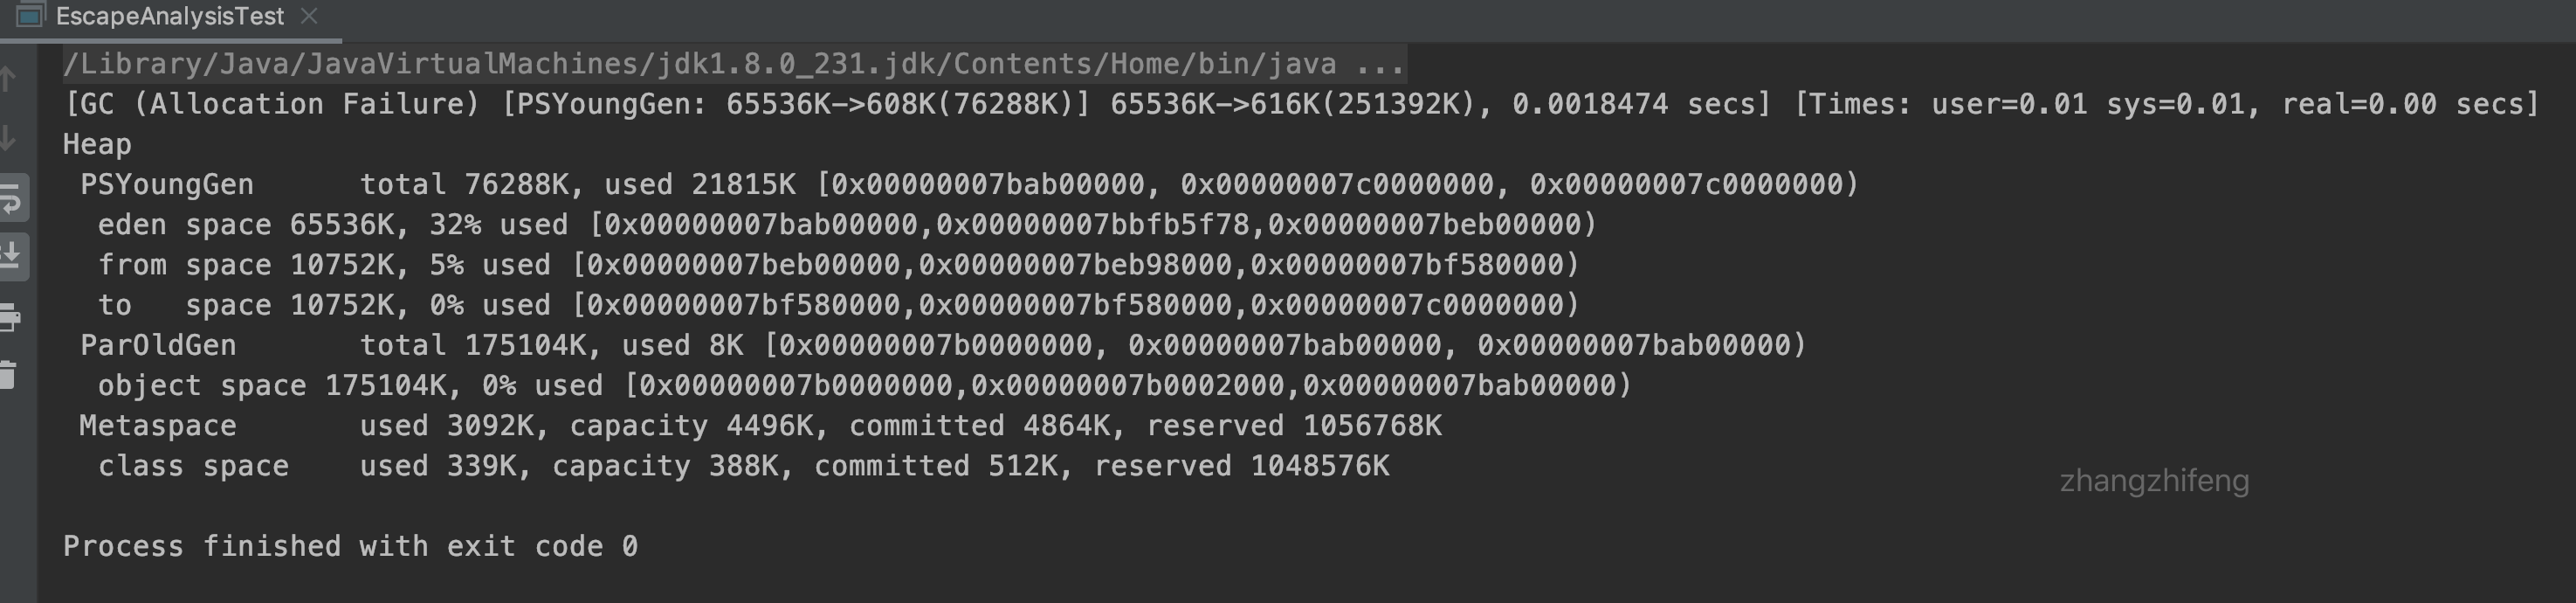 EscapeAnalysisTest
/Library/Java/JavaVirtualMachines/jdk1.8.0_231.jdk/Contents/Home/bin/java ...
[GC (Allocation Failure) [PSYoungGen: 65536K->608K(76288K)] 65536K->616K(251392K), 0.0018474 secs] [Times: user=0.01 sys=0.01, real=0.00 secs]
Heap
PSYoungGen      total 76288K, used 21815K [0x00000007bab00000, 0x00000007c0000000, 0x00000007c0000000)
eden space 65536K, 32% used [0x00000007bab00000,0x00000007bbfb5f78,0x00000007beb00000)
from space 10752K, 5% used [0x00000007beb00000,0x00000007beb98000,0x00000007bf580000)
to   space 10752K, 0% used [0x00000007bf580000,0x00000007bf580000,0x00000007c0000000)
ParOldGen       total 175104K, used 8K [0x00000007b0000000, 0x00000007bab00000, 0x00000007bab00000)
object space 175104K, 0% used [0x00000007b0000000,0x00000007b0002000,0x00000007bab00000)
Metaspace       used 3092K, capacity 4496K, committed 4864K, reserved 1056768K
class space    used 339K, capacity 388K, committed 512K, reserved 1048576K
zhangzhifeng
Process finished with exit code 0